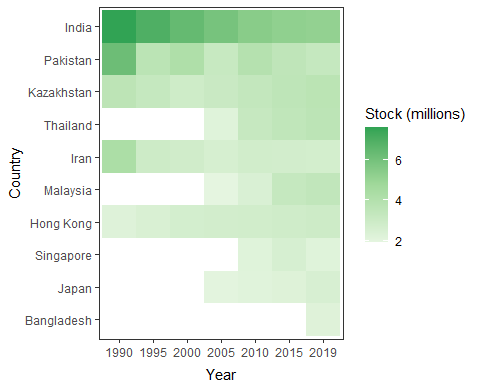 India
Pakistan
Kazakhstan
Thailand
Iran
Malaysia
Hong Kong
Singapore
Japan
Bangladesh
Country
1990 1995 2000 2005 2010 2015 2019
Year
Stock (millions)
6
4
2